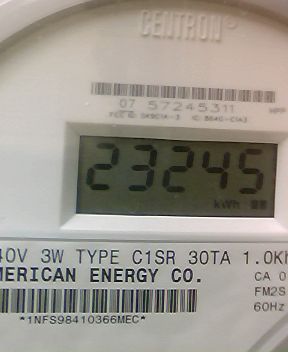 CENTRON
07 57245311
23245
kWh
40V 3W TYPE C1SR 30TA 1.0Kh
MERICAN ENERGY CO.
CA 0
FM2S
60Hz
*1NFS98410366MEC*